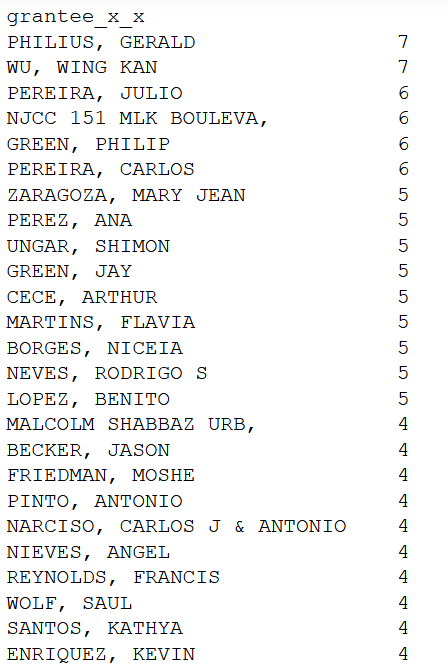 grantee_x_x
PHILIUS, GERALD 7
WU, WING KAN 7
PEREIRA, JULIO 6
NJCC 151 MLK BOULEVA, 6
GREEN, PHILIP 6
PEREIRA, CARLOS 6
ZARAGOZA, MARY JEAN 5
PEREZ, ANA 5
UNGAR, SHIMON 5
GREEN, JAY 5
CECE, ARTHUR 5
MARTINS, FLAVIA 5
BORGES, NICEIA 5
NEVES, RODRIGO S 5
LOPEZ, BENITO 5
MALCOLM SHABBAZ URB, 4
BECKER, JASON 4
FRIEDMAN, MOSHE 4
PINTO, ANTONIO 4
NARCISO, CARLOS J & ANTONIO 4
NIEVES, ANGEL 4
REYNOLDS, FRANCIS 4
WOLF, SAUL 4
SANTOS, KATHYA 4
ENRIQUEZ, KEVIN 4